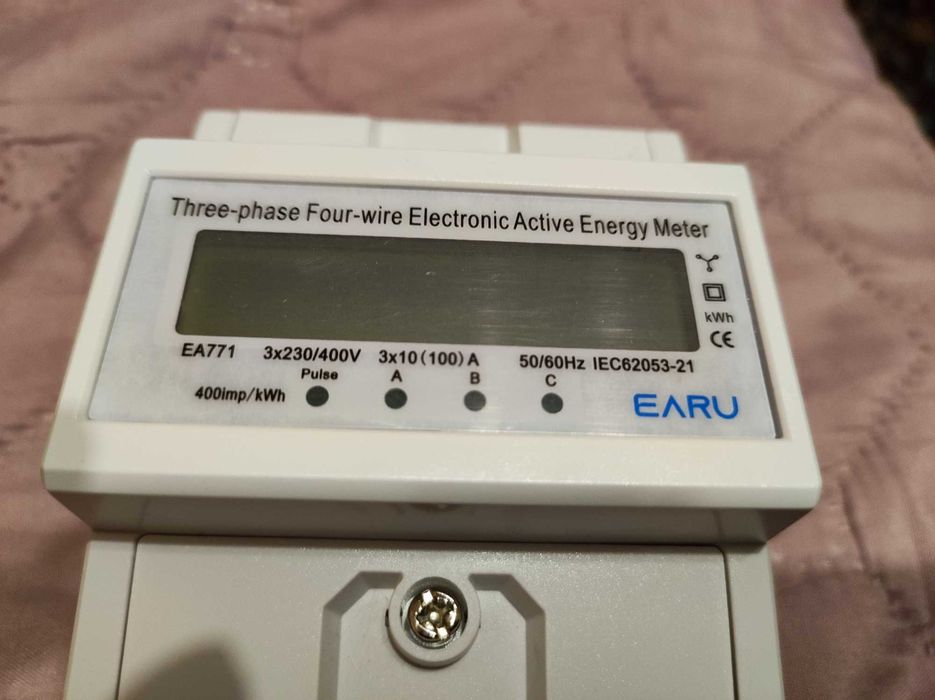 Three-phase Four-wire Electronic Active Energy Meter
kWh
CE
EA771 3x230/400V 3x10(100)A 50/60Hz IEC62053-21
Pulse A B C
400imp/kWh
EARU